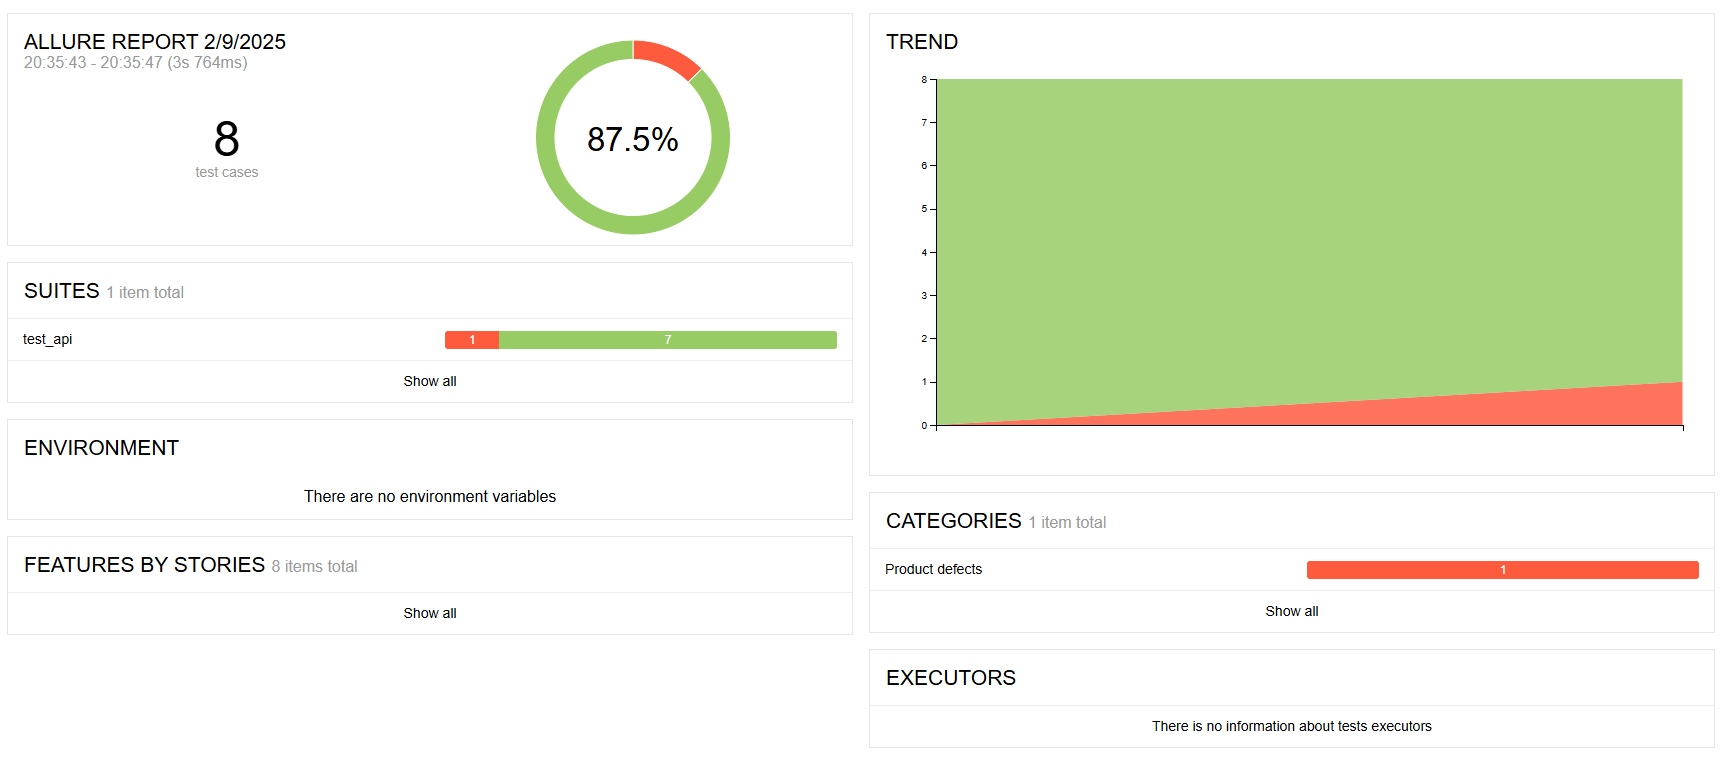 ALLURE REPORT 2/9/2025
20:35:43 - 20:35:47 (3s 764ms)
8
test cases
87.5%
SUITES 1 item total
test_api
1 7
Show all
ENVIRONMENT
There are no environment variables
FEATURES BY STORIES 8 items total
Show all
TREND
8
7
6
5
4
3
2
1
0
CATEGORIES 1 item total
Product defects 1
Show all
EXECUTORS
There is no information about tests executors